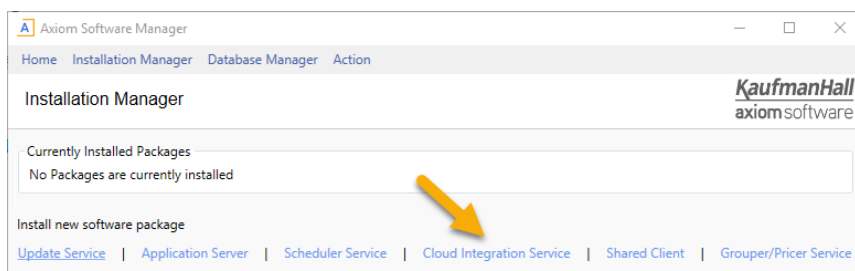 A Axiom Software Manager
Home Installation Manager Database Manager Action
Installation Manager
KaufmanHall
axiom software
Currently Installed Packages
No Packages are currently installed
Install new software package
Update Service | Application Server | Scheduler Service | Cloud Integration Service | Shared Client | Grouper/Pricer Service